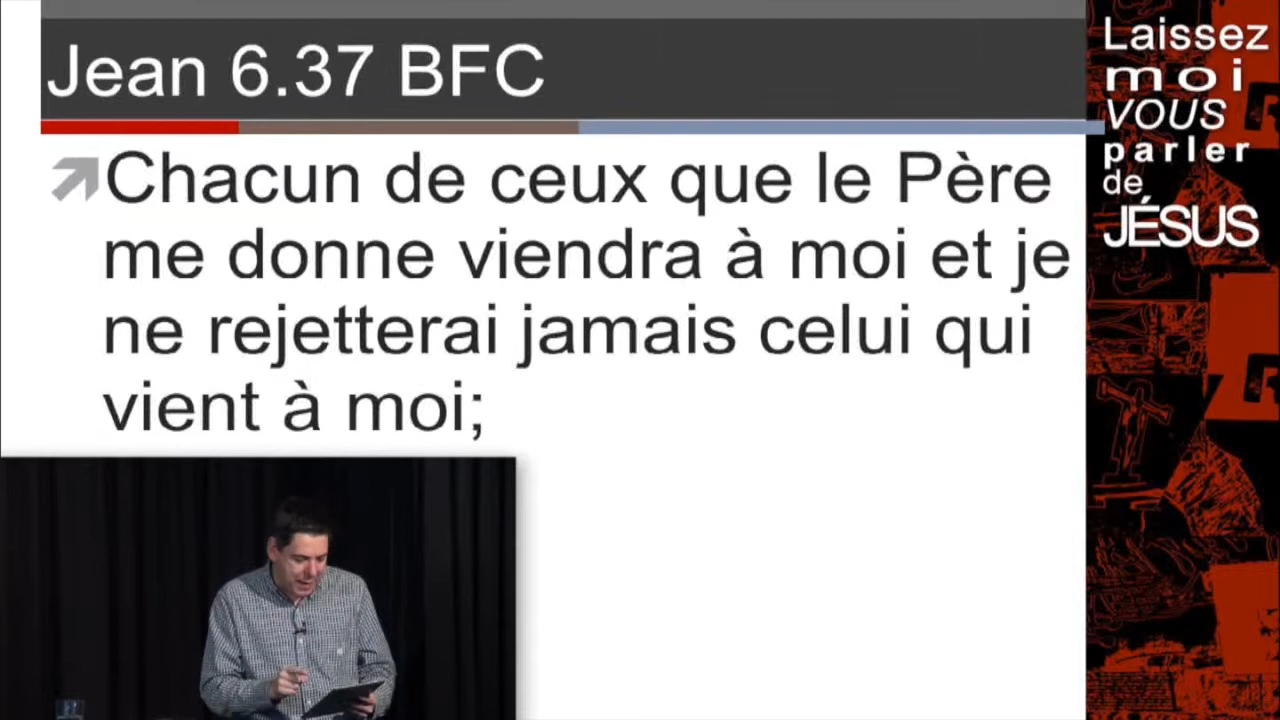 Jean 6.37 BFC
Chacun de ceux que le Père
me donne viendra à moi et je
ne rejetterai jamais celui qui
vient à moi;
Laissez
moi
VOUS
parler
de
JÉSUS